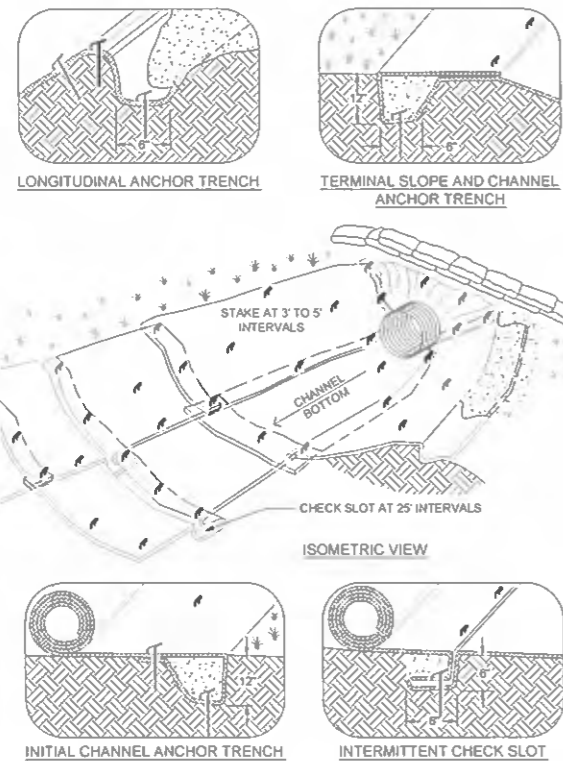 6"
LONGITUDINAL ANCHOR TRENCH
12"
6"
TERMINAL SLOPE AND CHANNEL
ANCHOR TRENCH
STAKE AT 3' TO 5'
INTERVALS
CHANNEL
BOTTOM
CHECK SLOT AT 25' INTERVALS
ISOMETRIC VIEW
12"
INITIAL CHANNEL ANCHOR TRENCH
6"
6"
INTERMITTENT CHECK SLOT